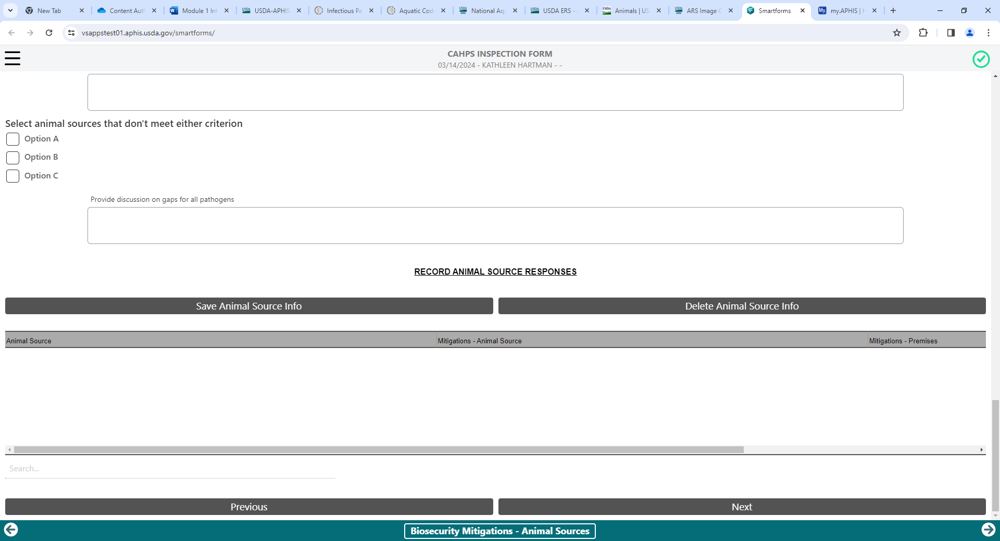 New Tab
Content Aut
Module 1 Int
USDA-APHIS
Infectious Pa
Aquatic Cod
National Aqu
USDA ERS -
Animals | US
ARS Image G
Smartforms
my.APHIS | H
vsappstest01.aphis.usda.gov/smartforms/
CAHPS INSPECTION FORM
03/14/2024 - KATHLEEN HARTMAN - -
Select animal sources that don't meet either criterion
Option A
Option B
Option C
Provide discussion on gaps for all pathogens
RECORD ANIMAL SOURCE RESPONSES
Save Animal Source Info
Delete Animal Source Info
Animal Source
Mitigations - Animal Source
Mitigations - Premises
Search...
Previous
Next
Biosecurity Mitigations - Animal Sources